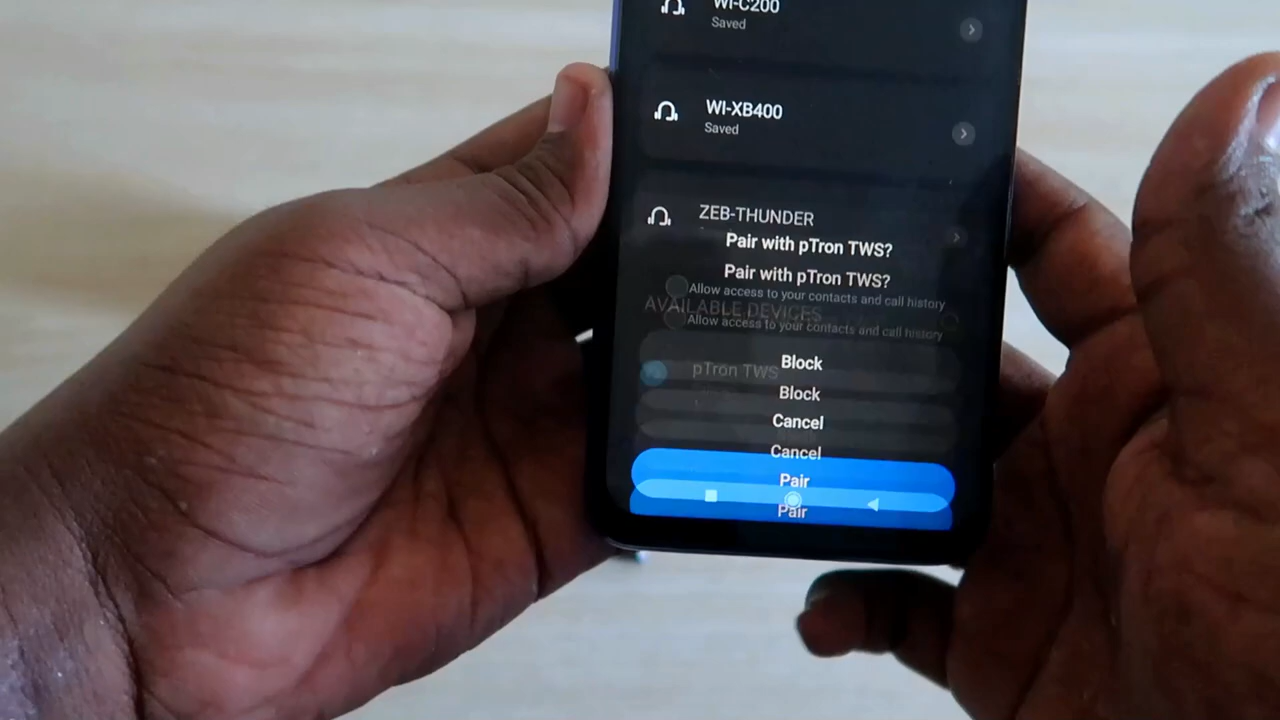 WI-C200
Saved
WI-XB400
Saved
ZEB-THUNDER
Pair with pTron TWS?
Pair with pTron TWS?
Allow access to your contacts and call history
AVAILABLE DEVICES
Allow access to your contacts and call history
Block
pTron TWS
Block
Cancel
Cancel
Pair
Pair